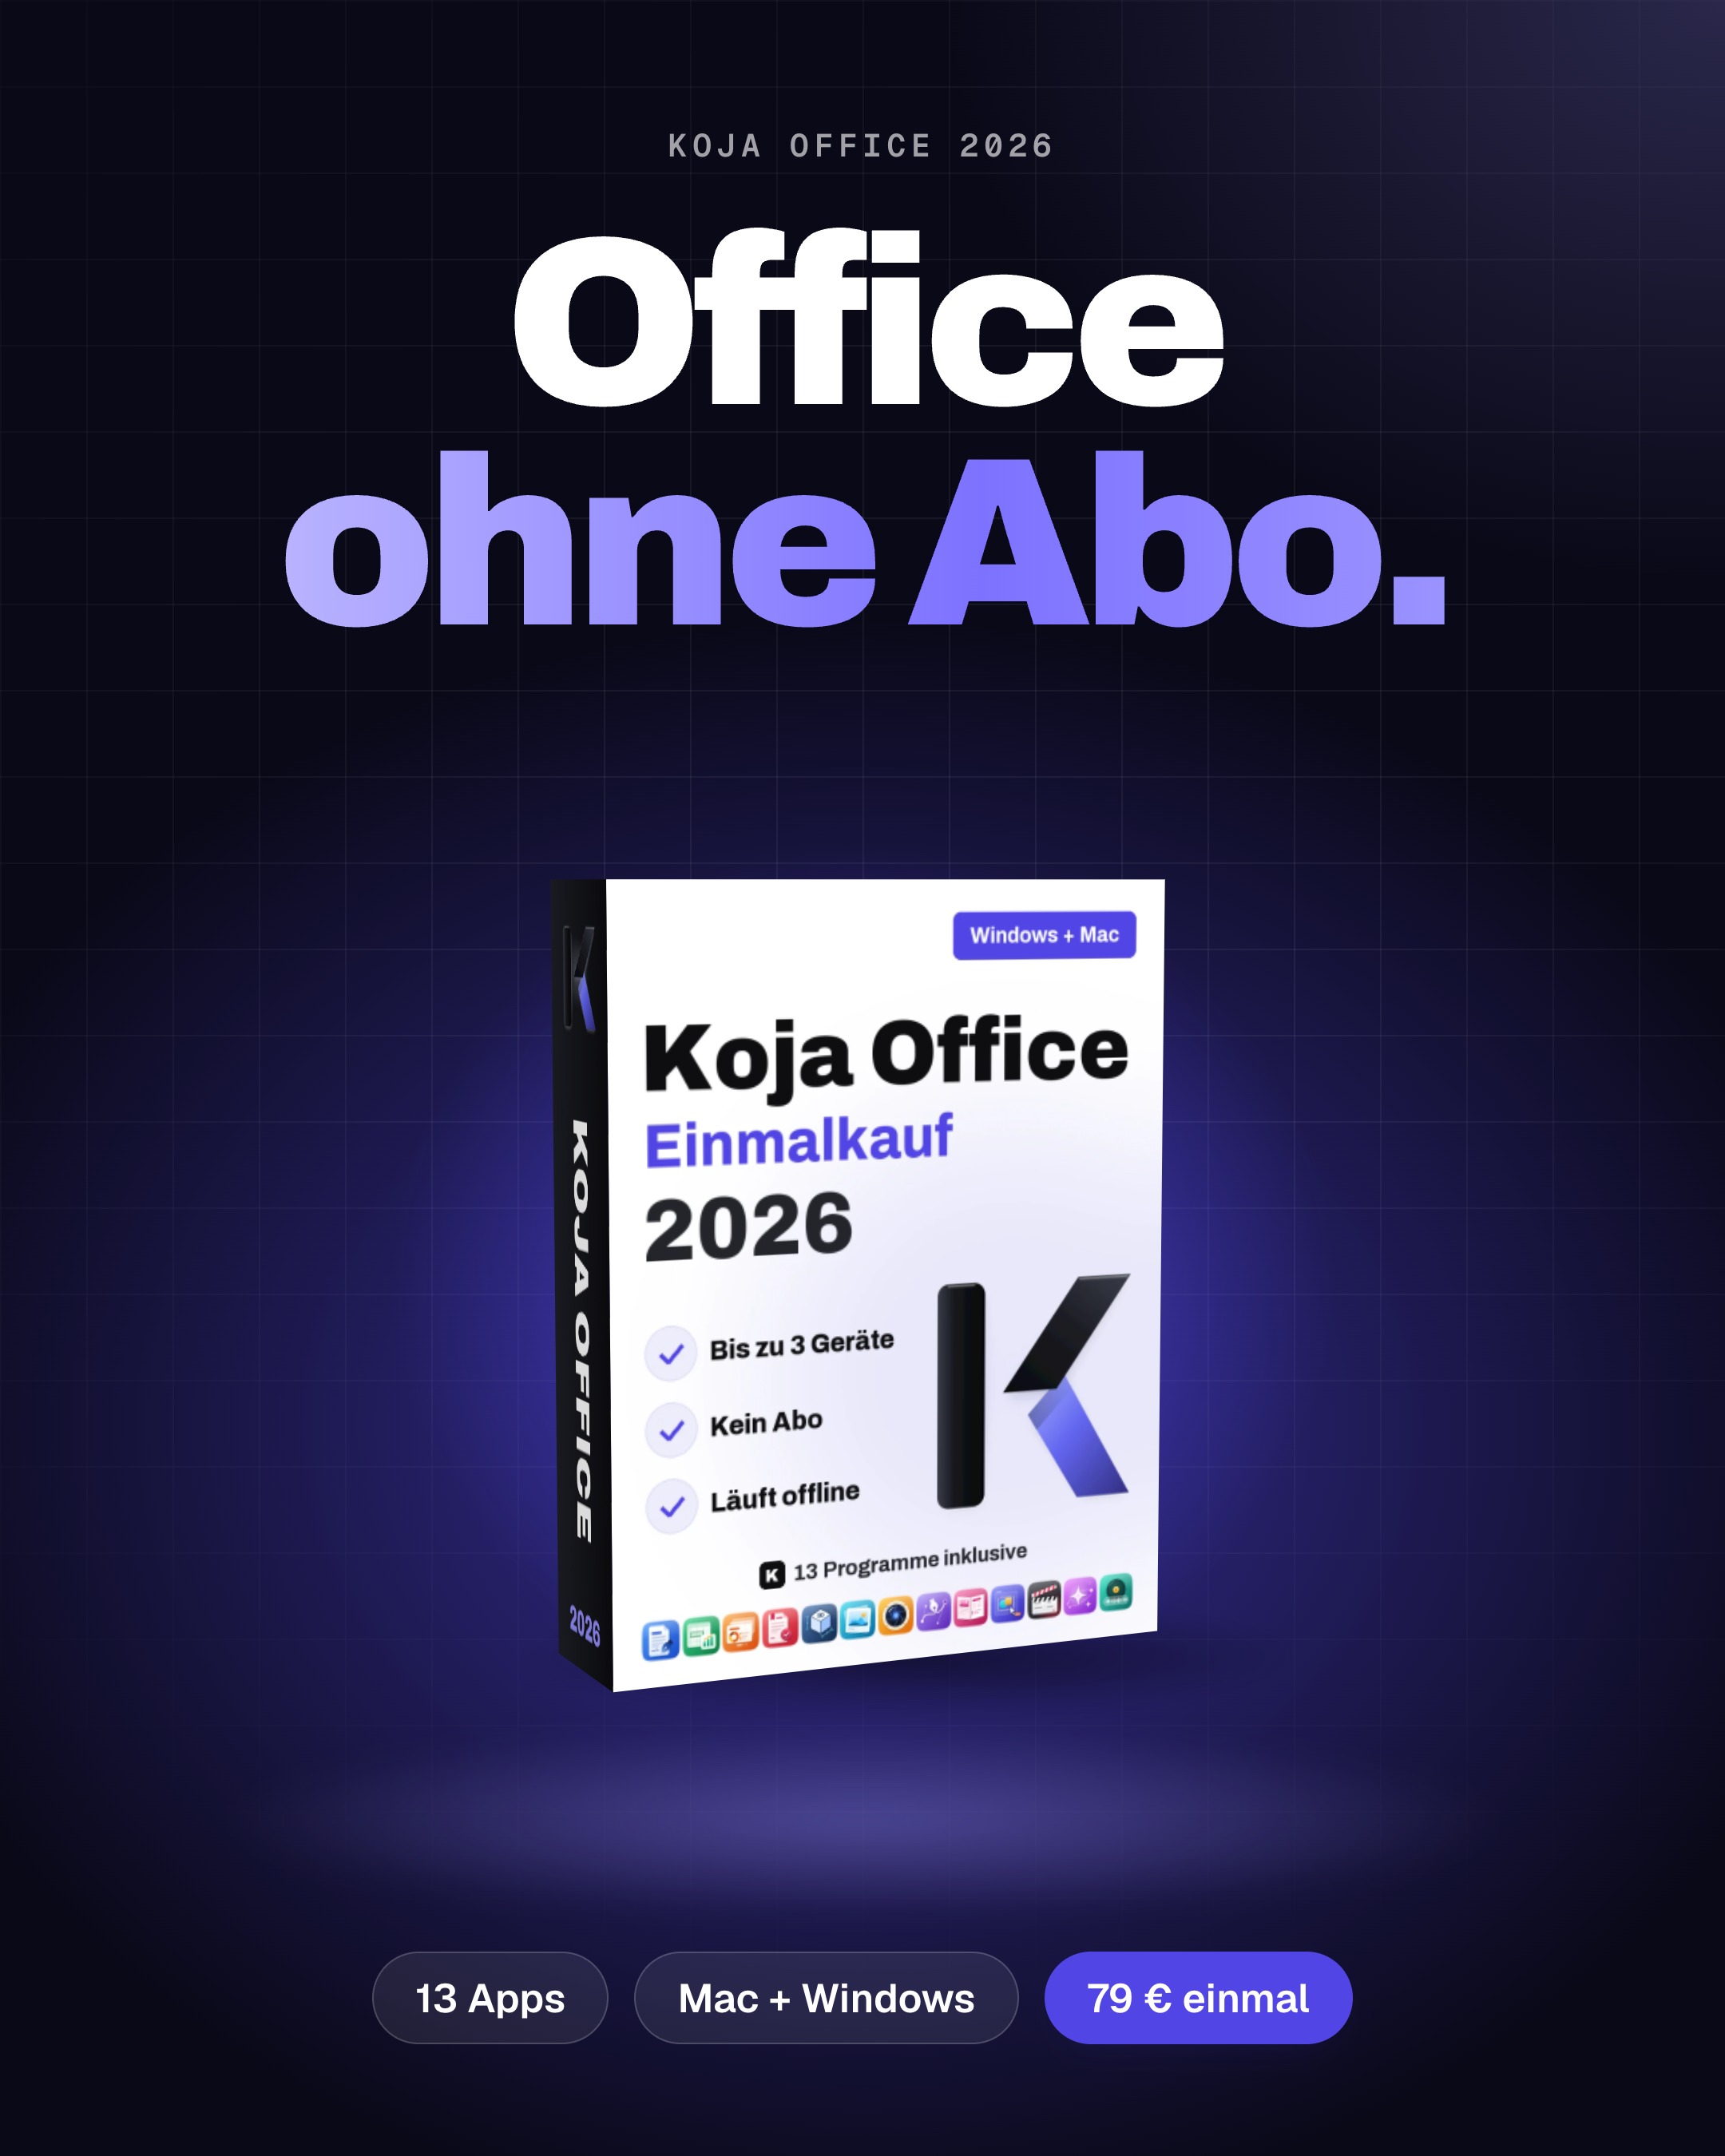 KOJA OFFICE 2026
Office
ohne Abo.
Windows + Mac
Koja Office
Einmalkauf
2026
Bis zu 3 Geräte
Kein Abo
Läuft offline
K 13 Programme inklusive
K
KOJA OFFICE
2026
13 Apps
Mac + Windows
79 € einmal